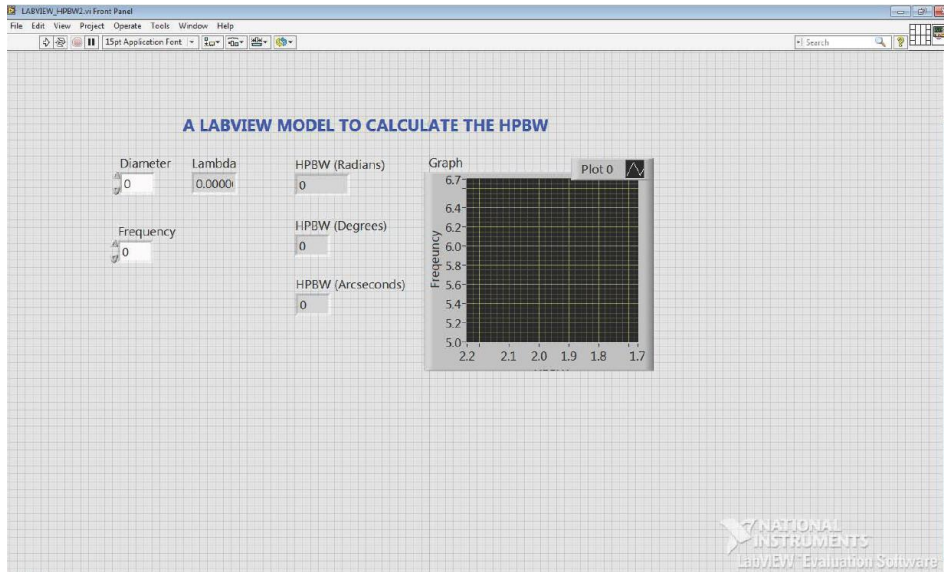 LABVIEW_HPBW2.vi Front Panel
File Edit View Project Operate Tools Window Help
15pt Application Font
Search
A LABVIEW MODEL TO CALCULATE THE HPBW
Diameter
0
Lambda
0.0000
Frequency
0
HPBW (Radians)
0
HPBW (Degrees)
0
HPBW (Arcseconds)
0
Graph
Plot 0
Freqeuncy
6.7
6.4
6.2
6.0
5.8
5.6
5.4
5.2
5.0
2.2 2.1 2.0 1.9 1.8 1.7
NATIONAL
INSTRUMENTS
LabVIEW™ Evaluation Software